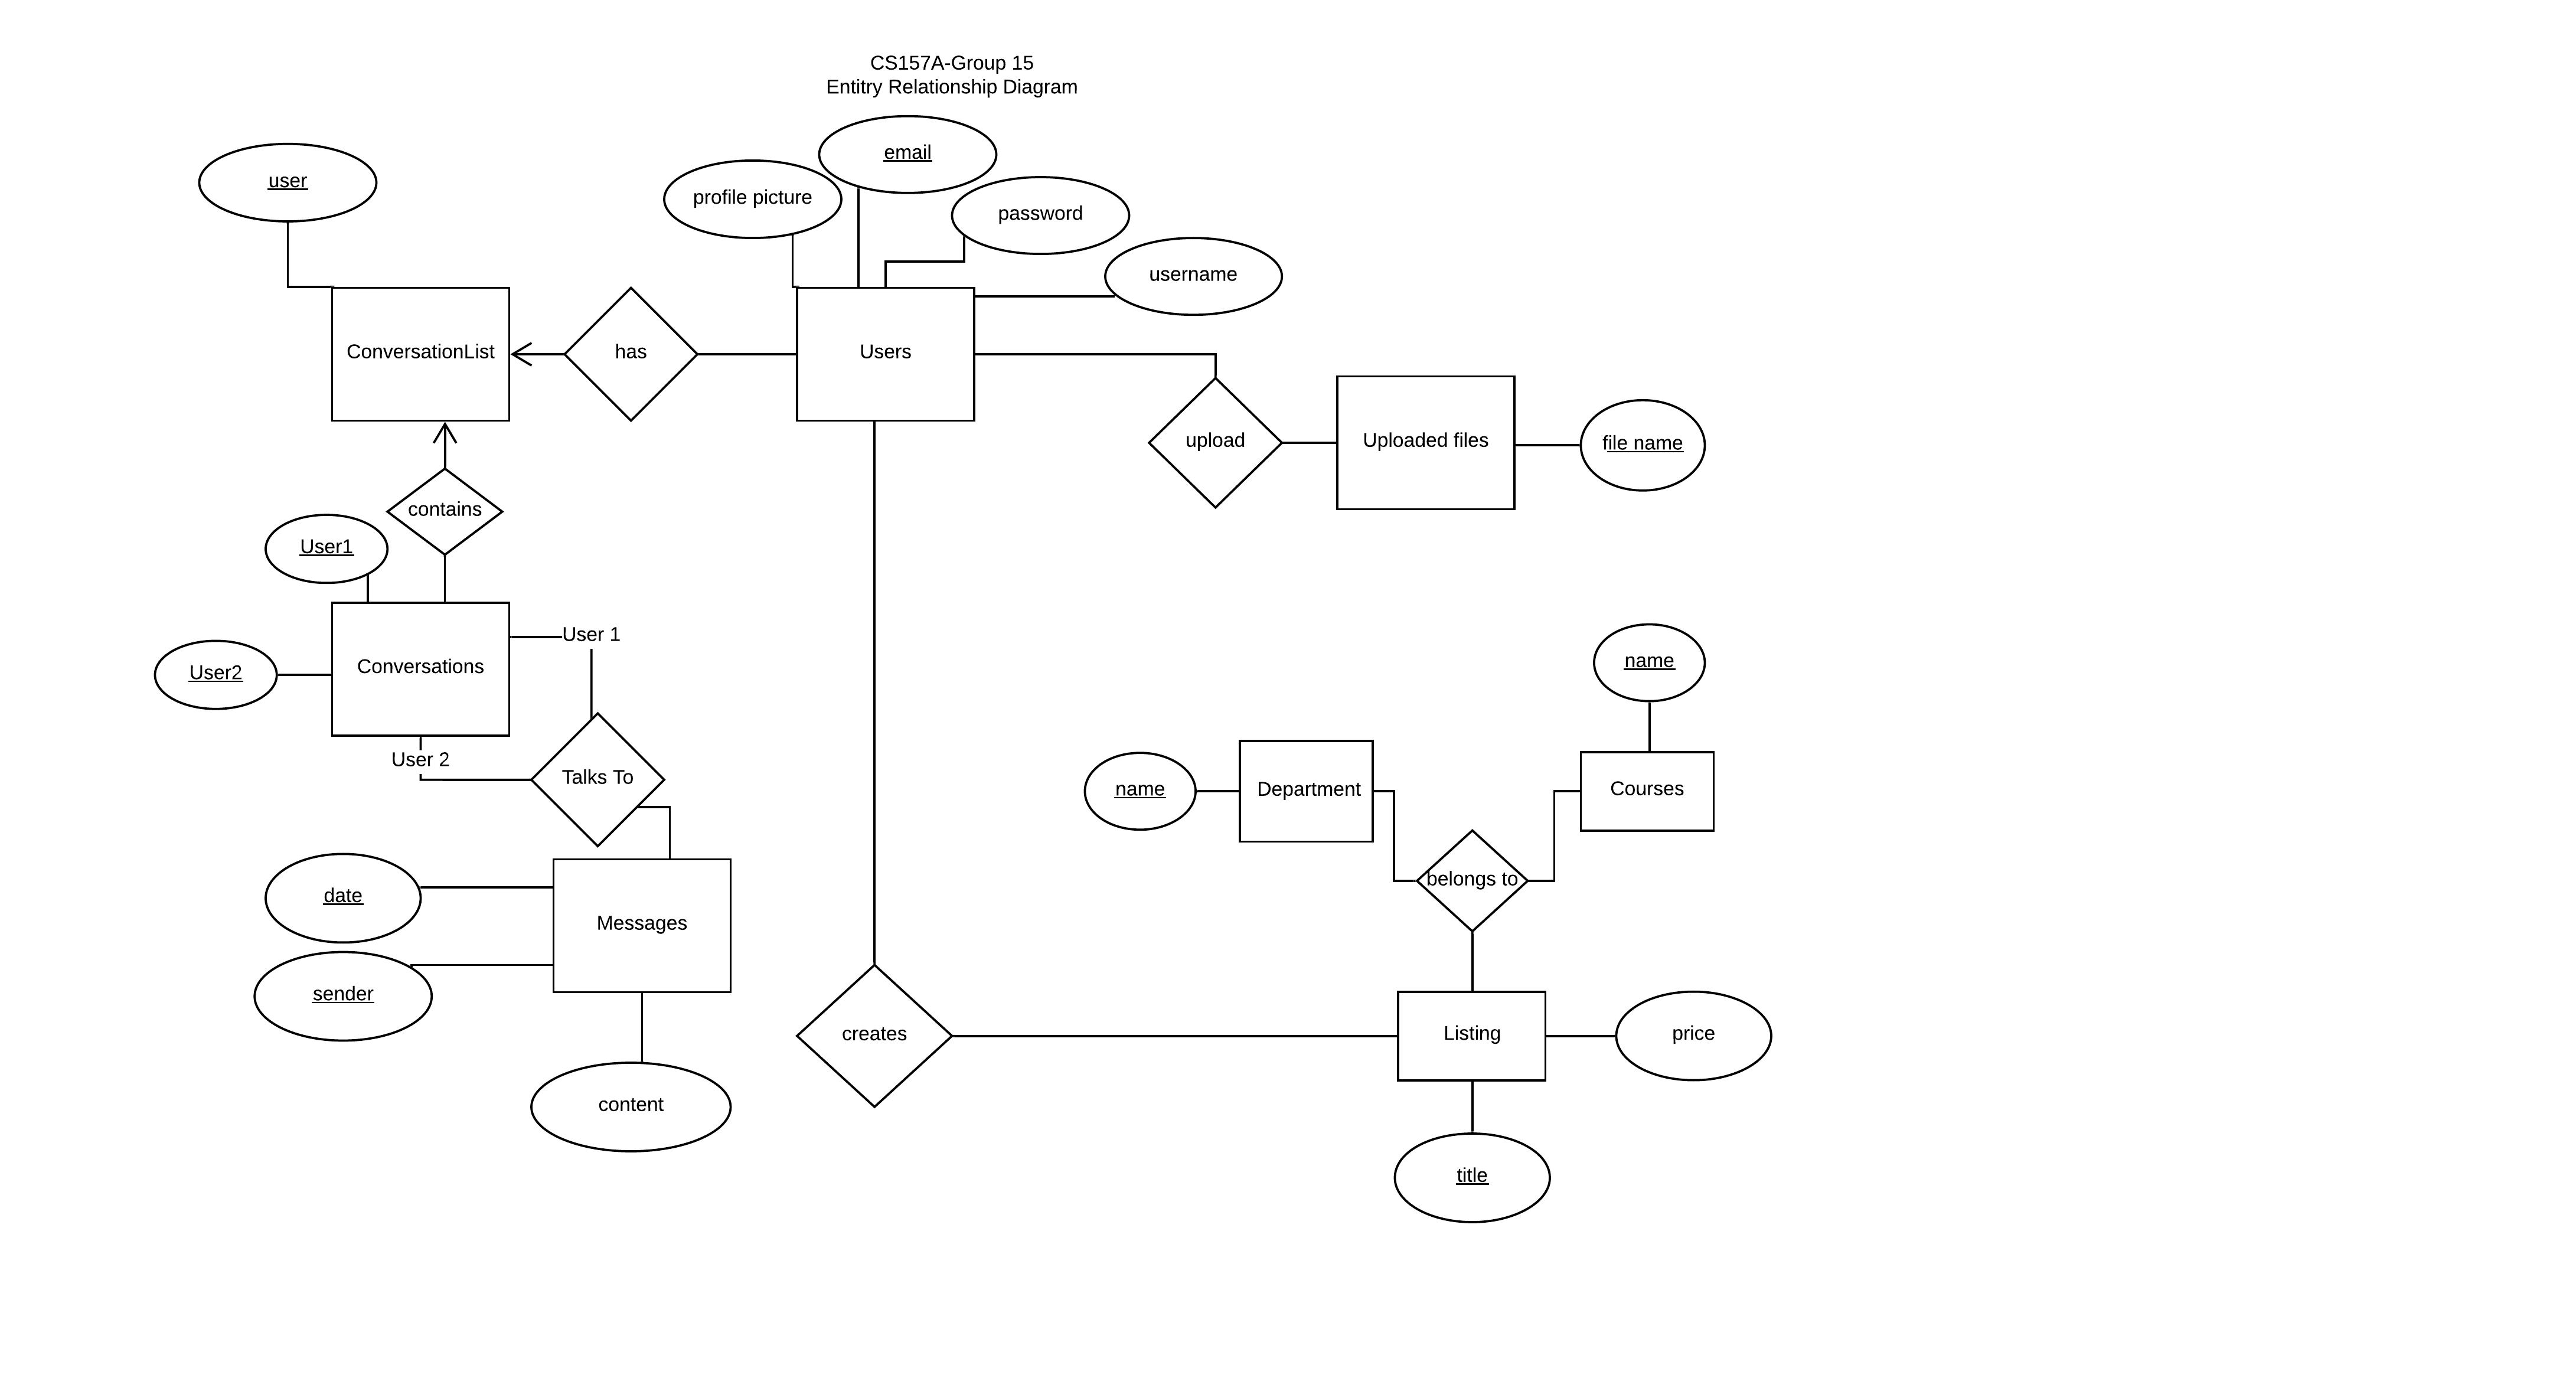 CS157A-Group 15
Entitry Relationship Diagram
email
user
profile picture
password
username
ConversationList
has
Users
upload
Uploaded files
file name
contains
User1
User 1
Conversations
User2
name
User 2
Talks To
name
Department
Courses
belongs to
date
Messages
sender
creates
Listing
price
content
title